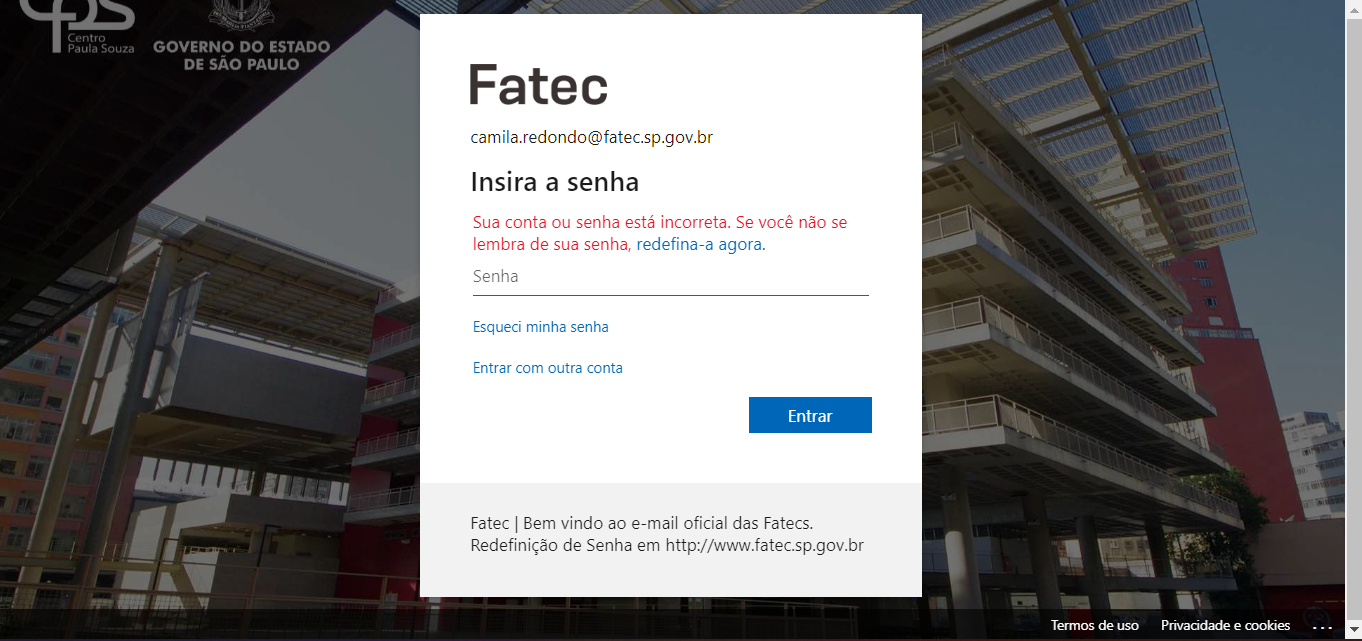 cps
Centro
Paula Souza
GOVERNO DO ESTADO
DE SÃO PAULO
Fatec
camila.redondo@fatec.sp.gov.br
Insira a senha
Sua conta ou senha está incorreta. Se você não se
lembra de sua senha, redefina-a agora.
Senha
Esqueci minha senha
Entrar com outra conta
Entrar
Fatec | Bem vindo ao e-mail oficial das Fatecs.
Redefinição de Senha em http://www.fatec.sp.gov.br
Termos de uso Privacidade e cookies ...